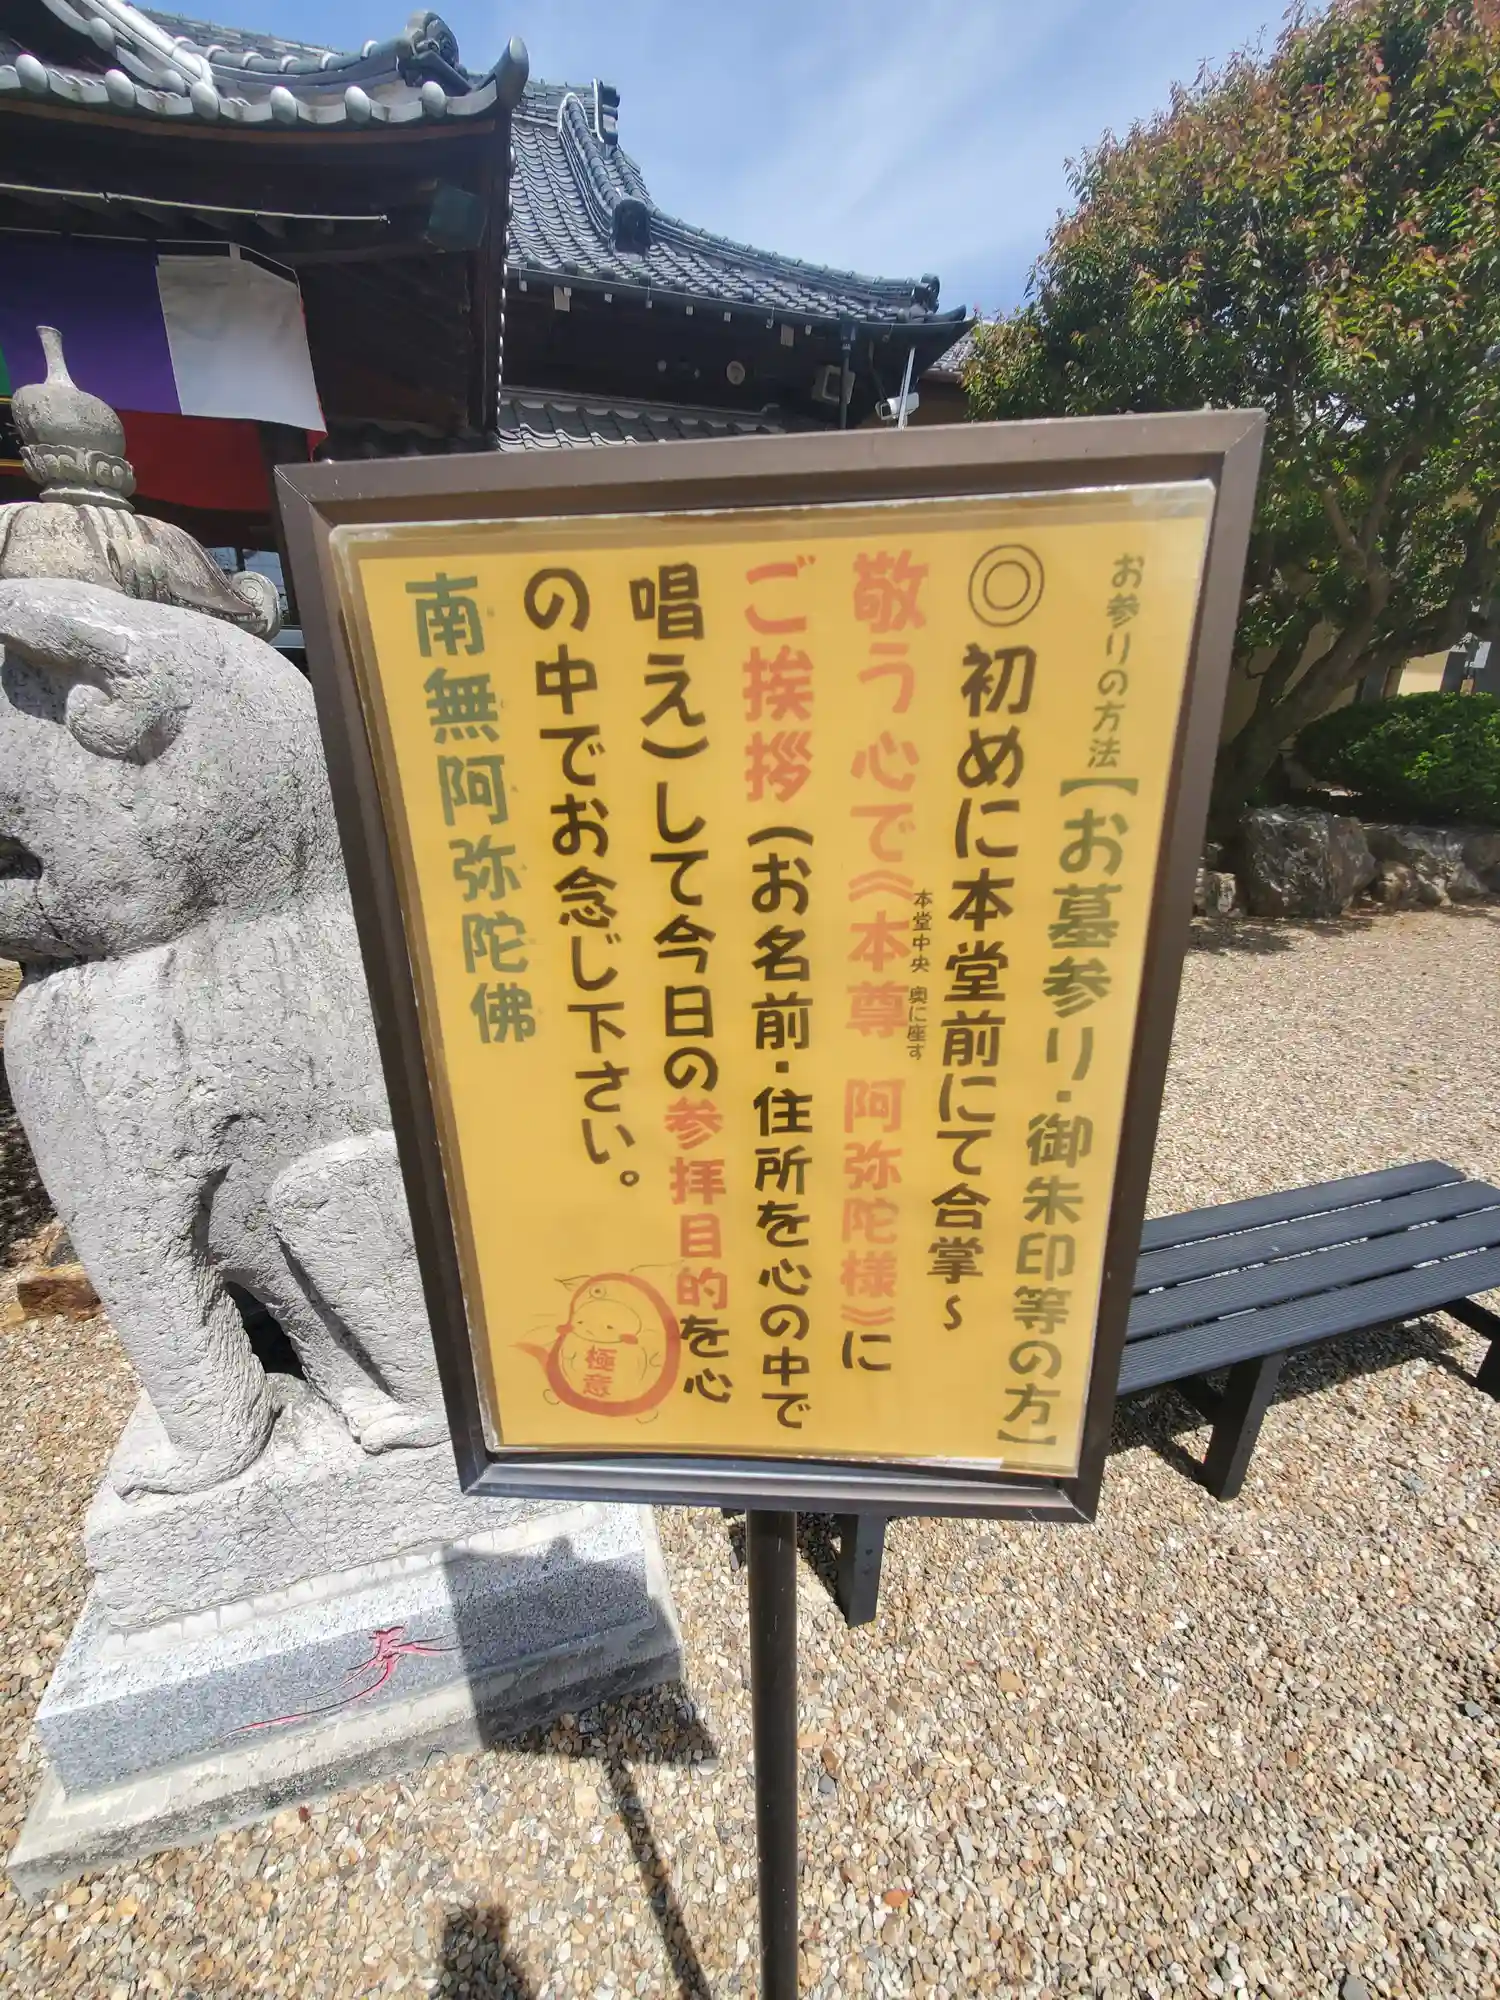 お参りの方法【お墓参り・御朱印等の方】
◎初めに本堂前にて合掌～
本堂中央 奥に座す
敬う心で《本尊 阿弥陀様》に
ご挨拶(お名前・住所を心の中で
唱え)して今日の参拝目的を心
の中でお念じ下さい。
南無阿弥陀佛
極意